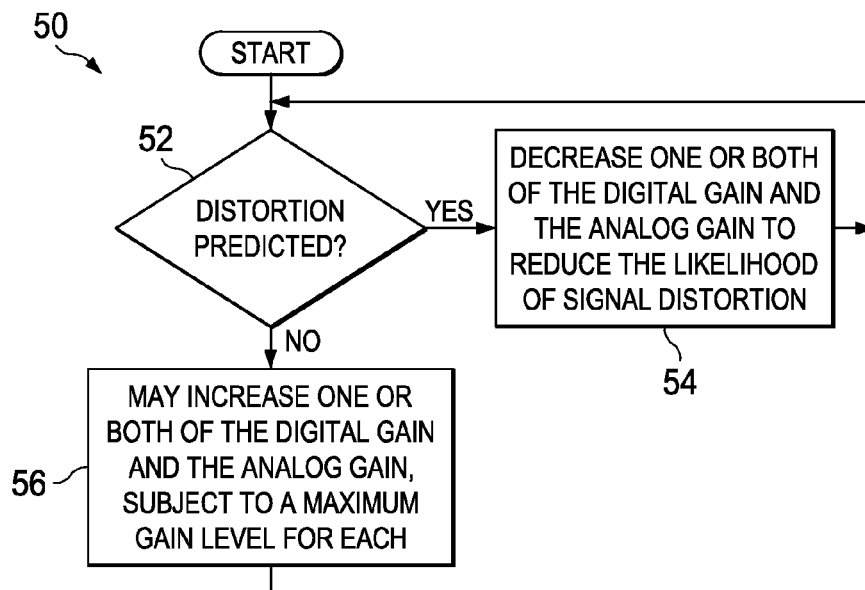 50
START
52
DISTORTION
PREDICTED?
YES
DECREASE ONE OR BOTH
OF THE DIGITAL GAIN AND
THE ANALOG GAIN TO
REDUCE THE LIKELIHOOD
OF SIGNAL DISTORTION
54
NO
MAY INCREASE ONE OR
BOTH OF THE DIGITAL GAIN
AND THE ANALOG GAIN,
SUBJECT TO A MAXIMUM
GAIN LEVEL FOR EACH
56